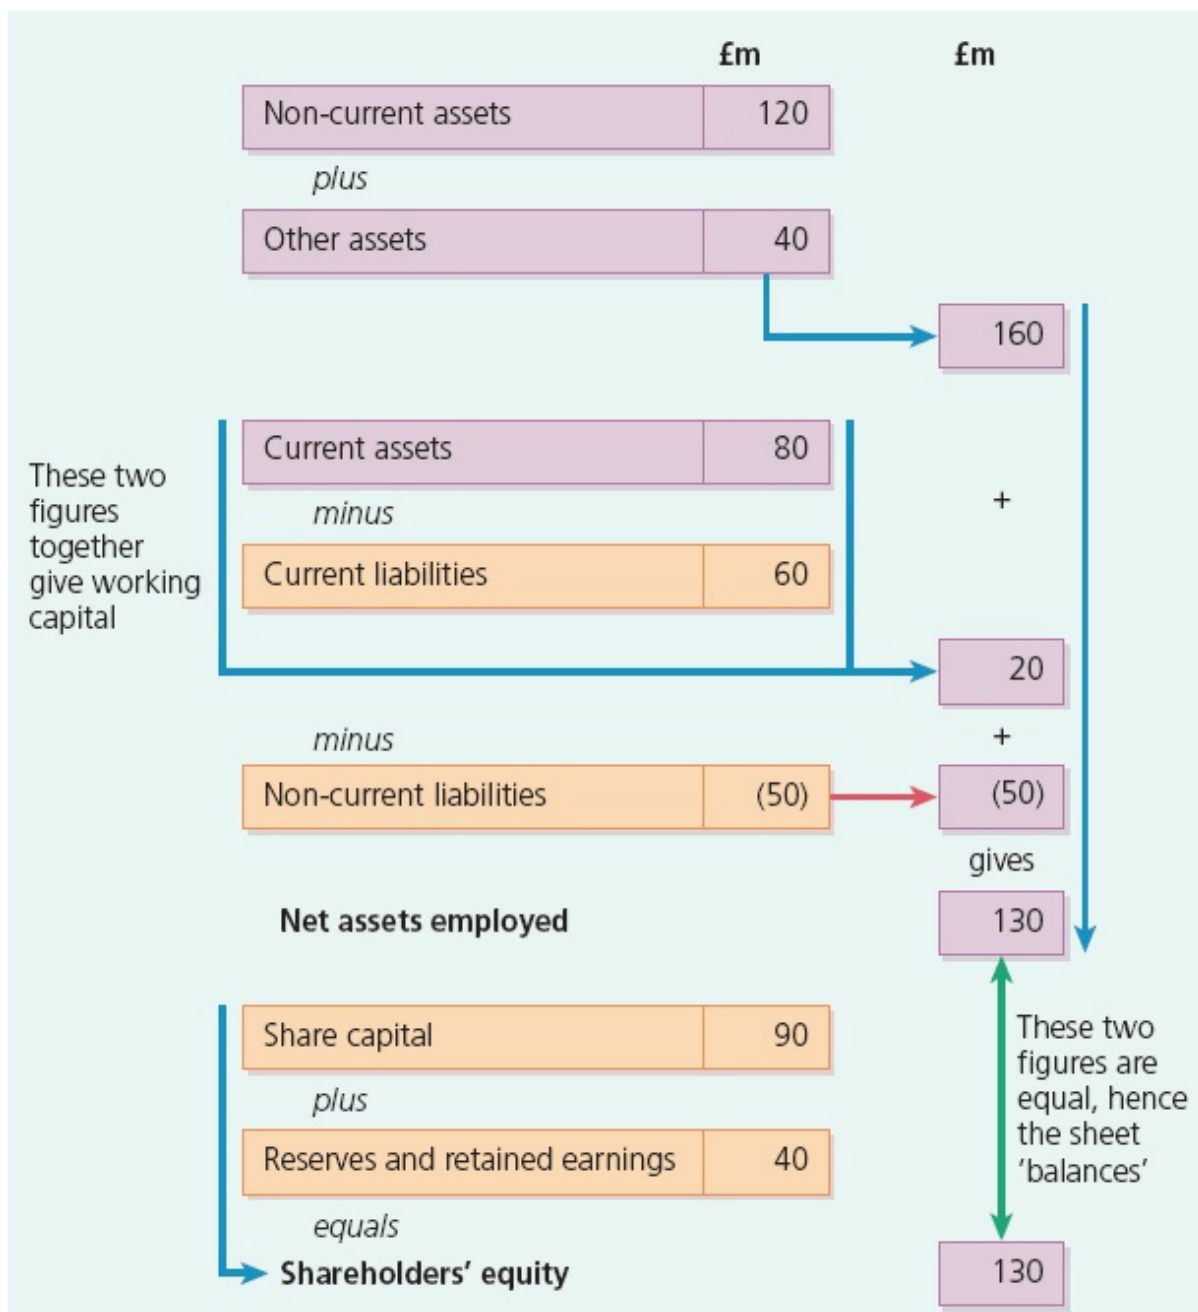 £m £m
Non-current assets 120
plus
Other assets 40
160
Current assets 80
These two
figures
together
give working
capital
minus
+
Current liabilities 60
20
minus
+
Non-current liabilities (50) (50)
gives
Net assets employed 130
Share capital 90
These two
figures are
equal, hence
the sheet
'balances'
plus
Reserves and retained earnings 40
equals
Shareholders' equity 130